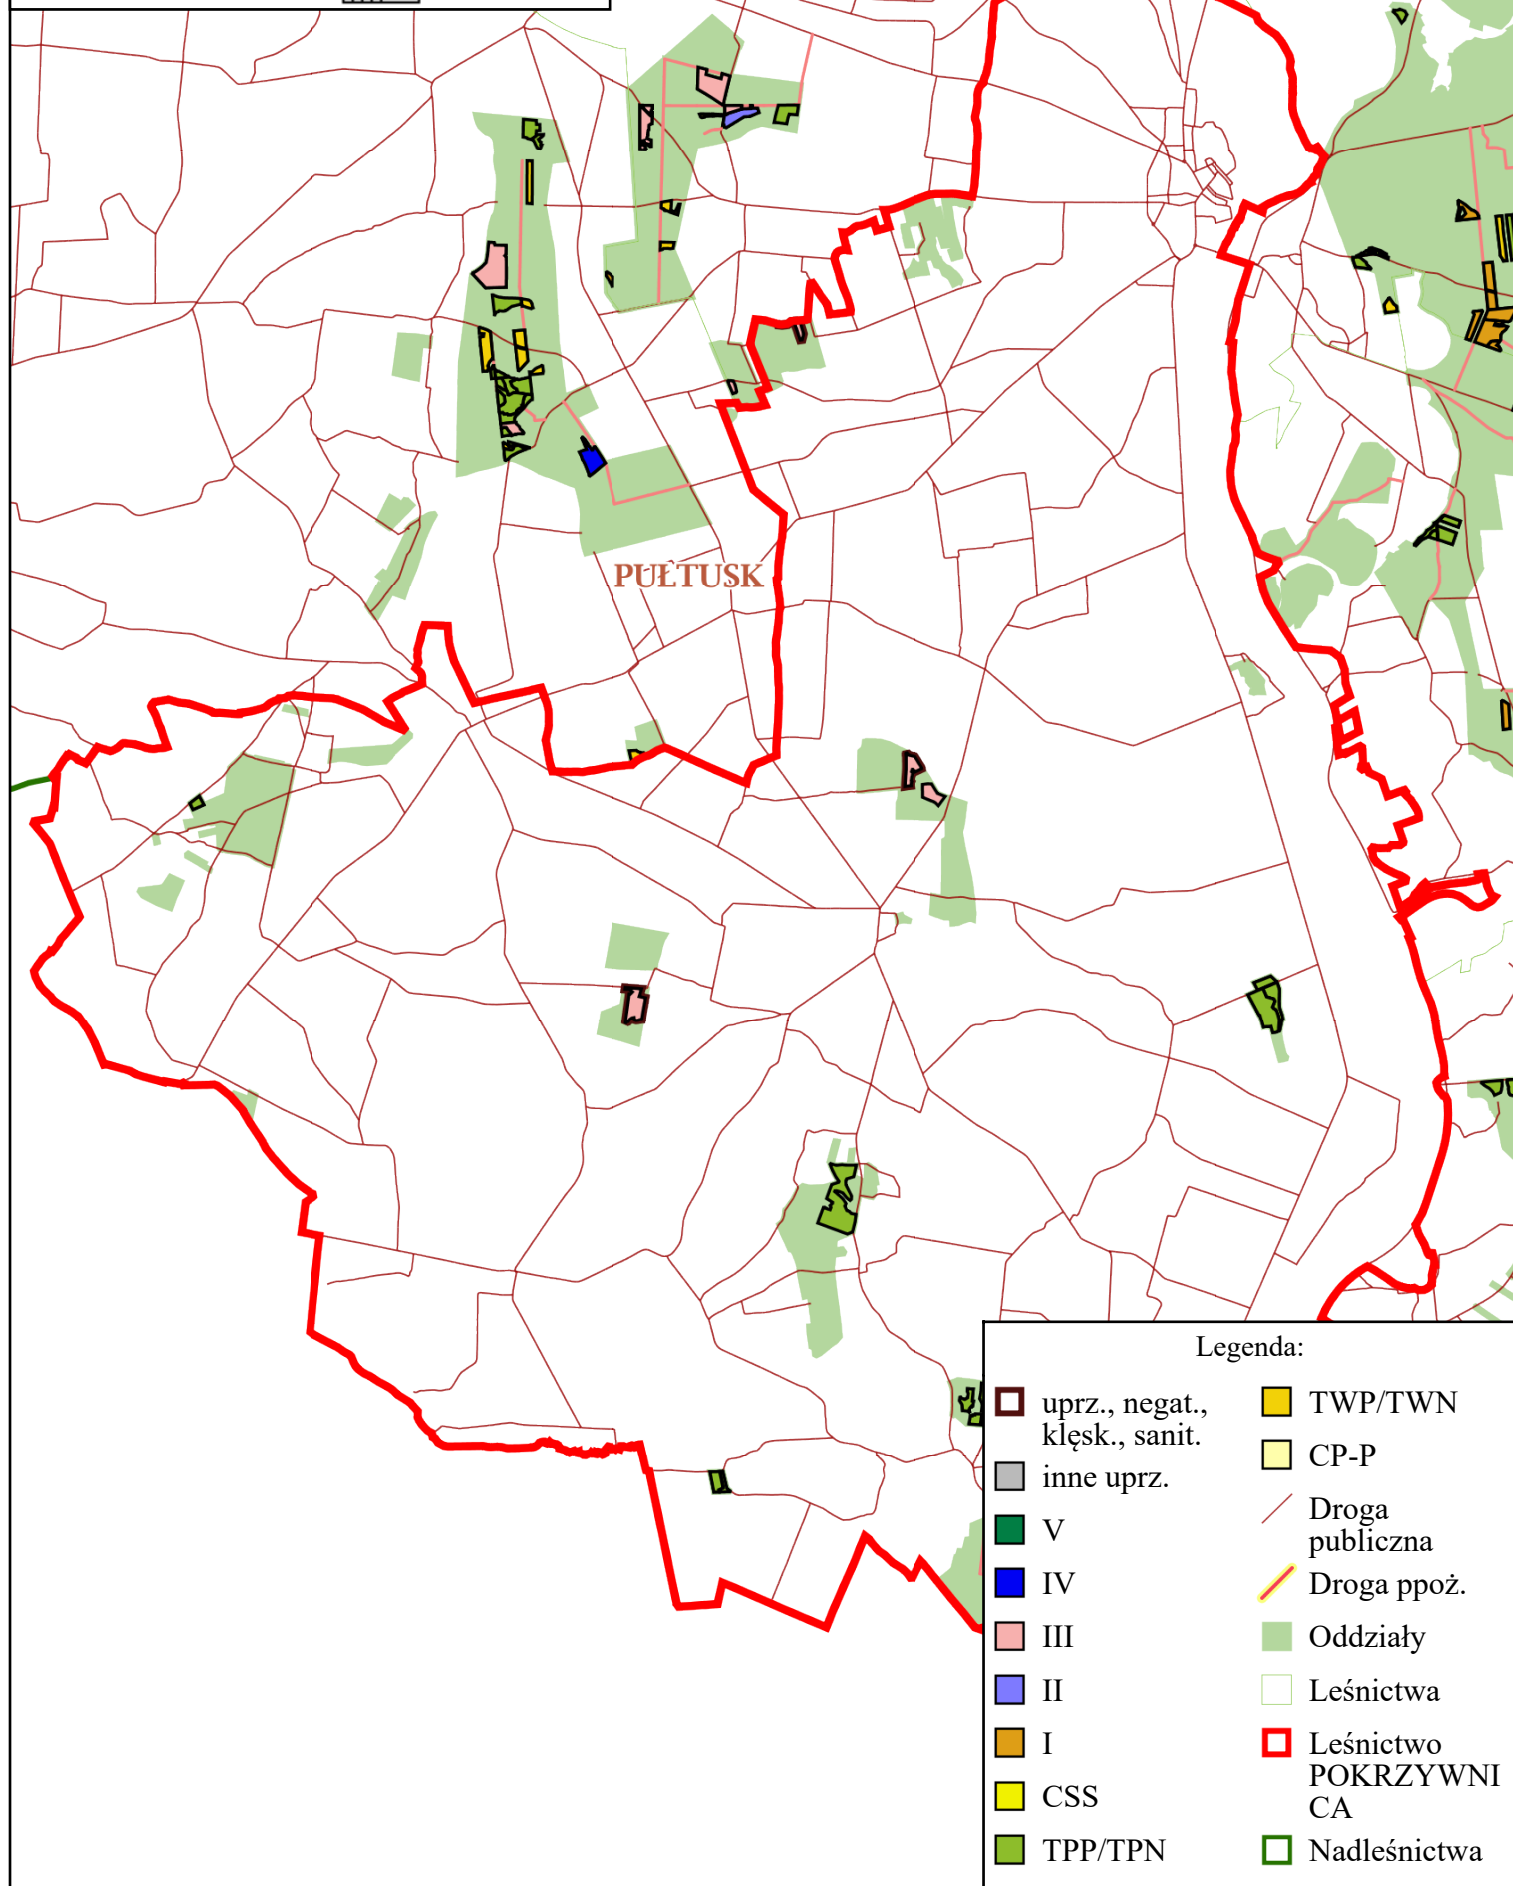 PUŁTUSK
Legenda:
uprz., negat.,
klęsk., sanit.
inne uprz.
V
IV
III
II
I
CSS
TPP/TPN
TWP/TWN
CP-P
Droga
publiczna
Droga ppoż.
Oddziały
Leśnictwa
Leśnictwo
POKRZYWNI
CA
Nadleśnictwa